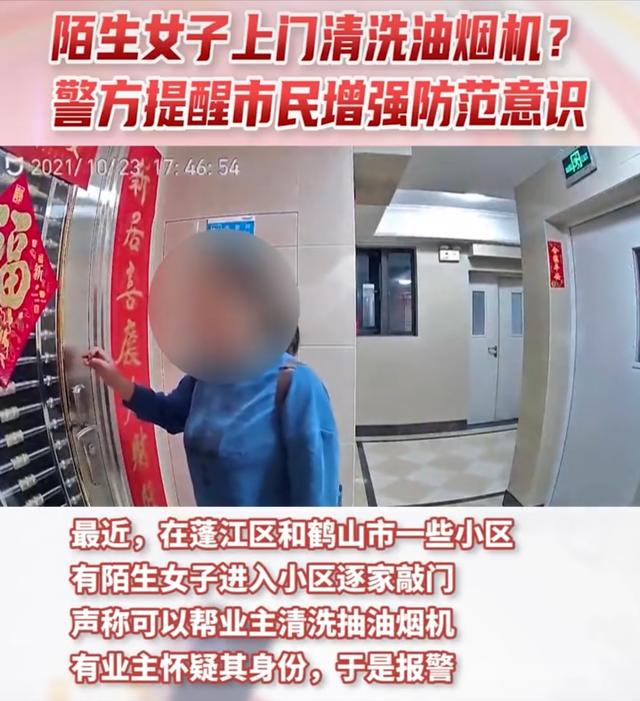 陌生女子上门清洗油烟机？
警方提醒市民增强防范意识
2021/10/23 17:46:54
福
新居喜庆
最近，在蓬江区和鹤山市一些小区
有陌生女子进入小区逐家敲门
声称可以帮业主清洗抽油烟机
有业主怀疑其身份，于是报警